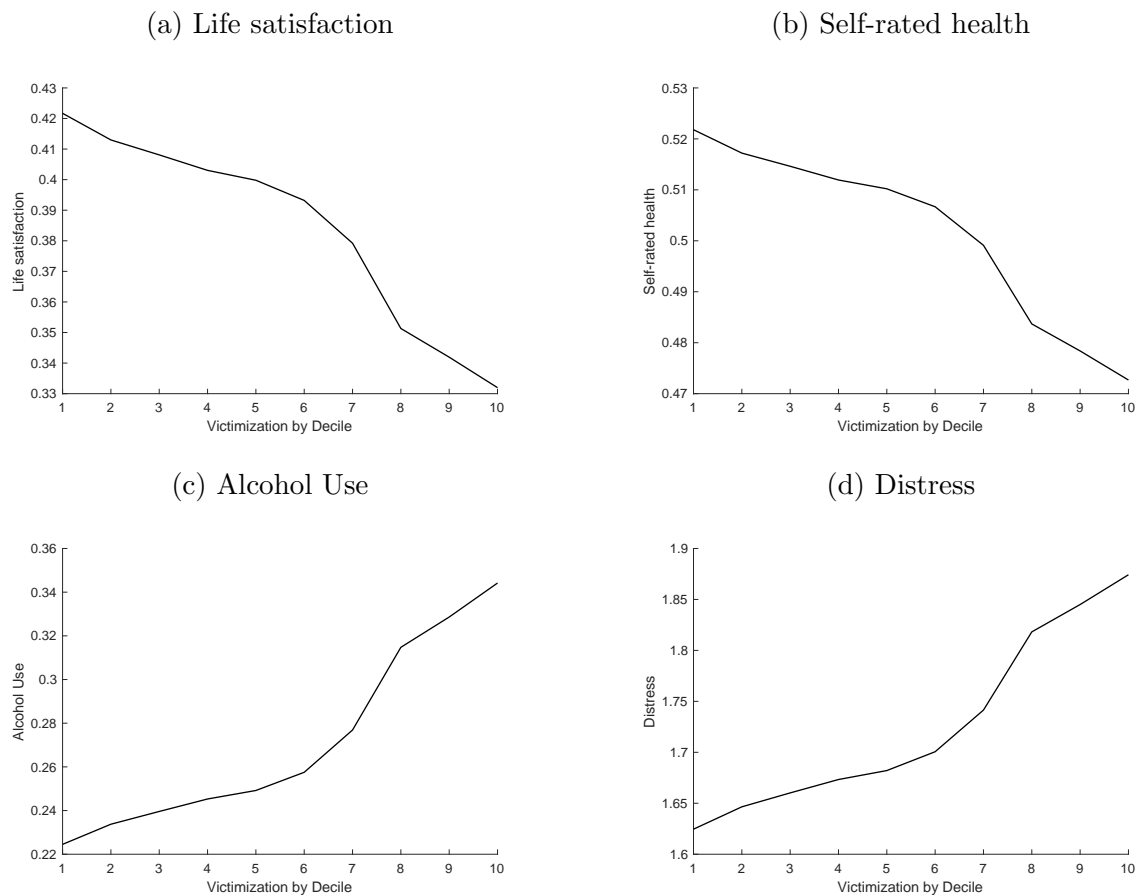 (a) Life satisfaction
0.43
0.42
0.41
0.4
0.39
0.38
0.37
0.36
0.35
0.34
0.33
Life satisfaction
1 2 3 4 5 6 7 8 9 10
Victimization by Decile
(b) Self-rated health
0.53
0.52
0.51
0.5
0.49
0.48
0.47
Self-rated health
1 2 3 4 5 6 7 8 9 10
Victimization by Decile
(c) Alcohol Use
0.36
0.34
0.32
0.3
0.28
0.26
0.24
0.22
Alcohol Use
1 2 3 4 5 6 7 8 9 10
Victimization by Decile
(d) Distress
1.9
1.85
1.8
1.75
1.7
1.65
1.6
Distress
1 2 3 4 5 6 7 8 9 10
Victimization by Decile